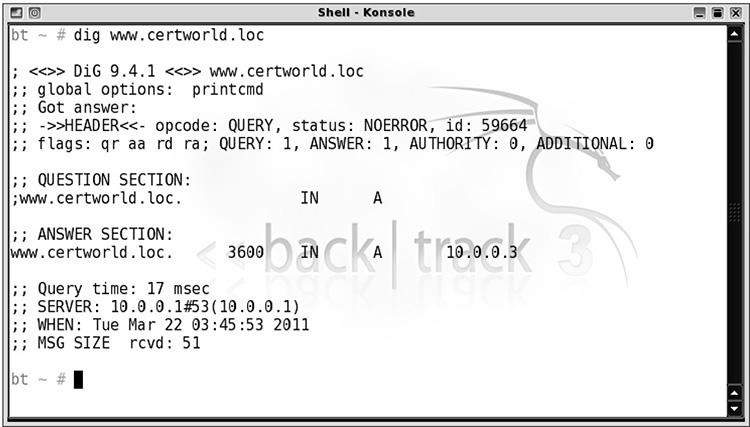 Shell - Konsole
bt ~ # dig www.certworld.loc
; <<>> DiG 9.4.1 <<>> www.certworld.loc
;; global options:  printcmd
;; Got answer:
;; ->>HEADER<<- opcode: QUERY, status: NOERROR, id: 59664
;; flags: qr aa rd ra; QUERY: 1, ANSWER: 1, AUTHORITY: 0, ADDITIONAL: 0
;; QUESTION SECTION:
;www.certworld.loc.             IN      A
;; ANSWER SECTION:
www.certworld.loc.      3600    IN      A       10.0.0.3
<< back | track 3
;; Query time: 17 msec
;; SERVER: 10.0.0.1#53(10.0.0.1)
;; WHEN: Tue Mar 22 03:45:53 2011
;; MSG SIZE  rcvd: 51
bt ~ #